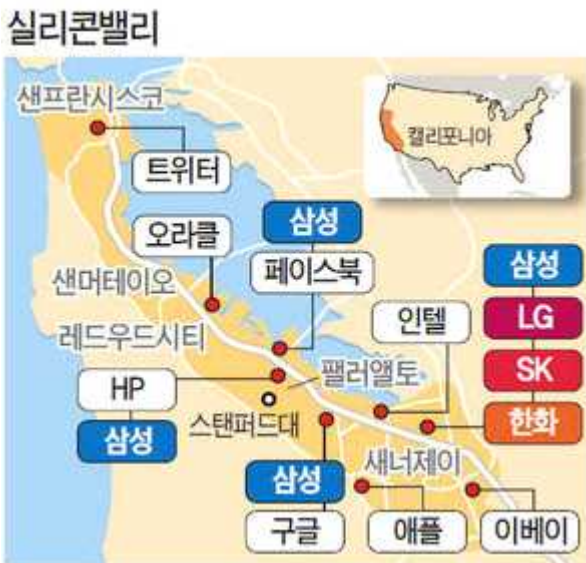 실리콘밸리
샌프란시스코
캘리포니아
트위터
오라클
삼성
페이스북
삼성
LG
SK
한화
샌머테이오
인텔
레드우드시티
팰러앨토
HP
삼성
스탠퍼드대
새너제이
삼성
구글
애플
이베이